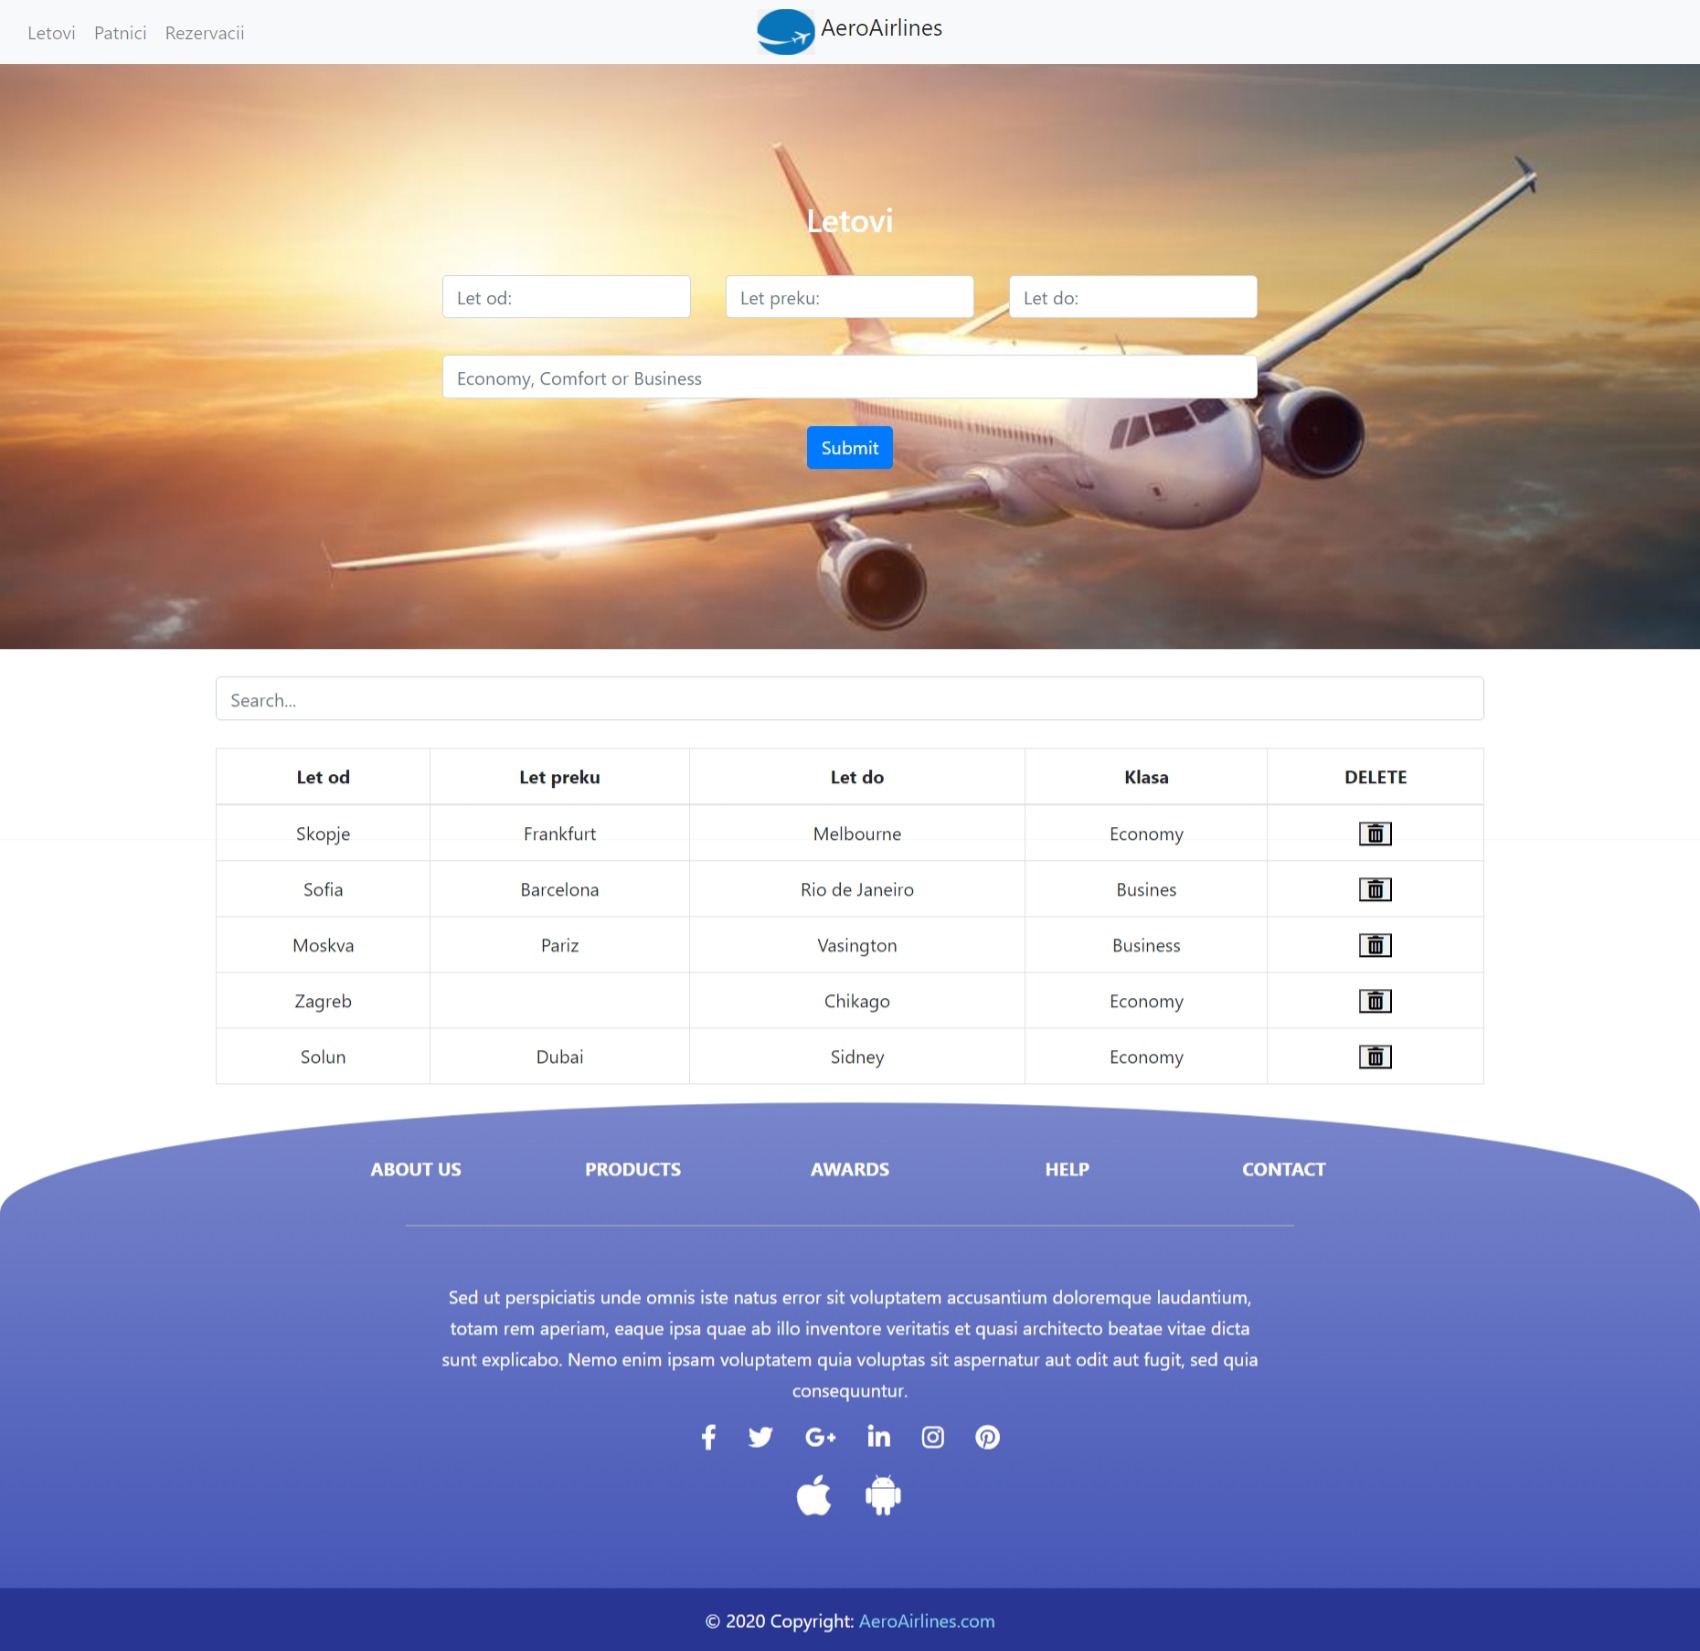 Letovi Patnici Rezervacii AeroAirlines
Letovi
Let od: Let preku: Let do:
Economy, Comfort or Business
Submit
Search...
Let od Let preku Let do Klasa DELETE
Skopje Frankfurt Melbourne Economy
Sofia Barcelona Rio de Janeiro Busines
Moskva Pariz Vasington Business
Zagreb Chikago Economy
Solun Dubai Sidney Economy
ABOUT US PRODUCTS AWARDS HELP CONTACT
Sed ut perspiciatis unde omnis iste natus error sit voluptatem accusantium doloremque laudantium,
totam rem aperiam, eaque ipsa quae ab illo inventore veritatis et quasi architecto beatae vitae dicta
sunt explicabo. Nemo enim ipsam voluptatem quia voluptas sit aspernatur aut odit aut fugit, sed quia
consequuntur.
© 2020 Copyright: AeroAirlines.com